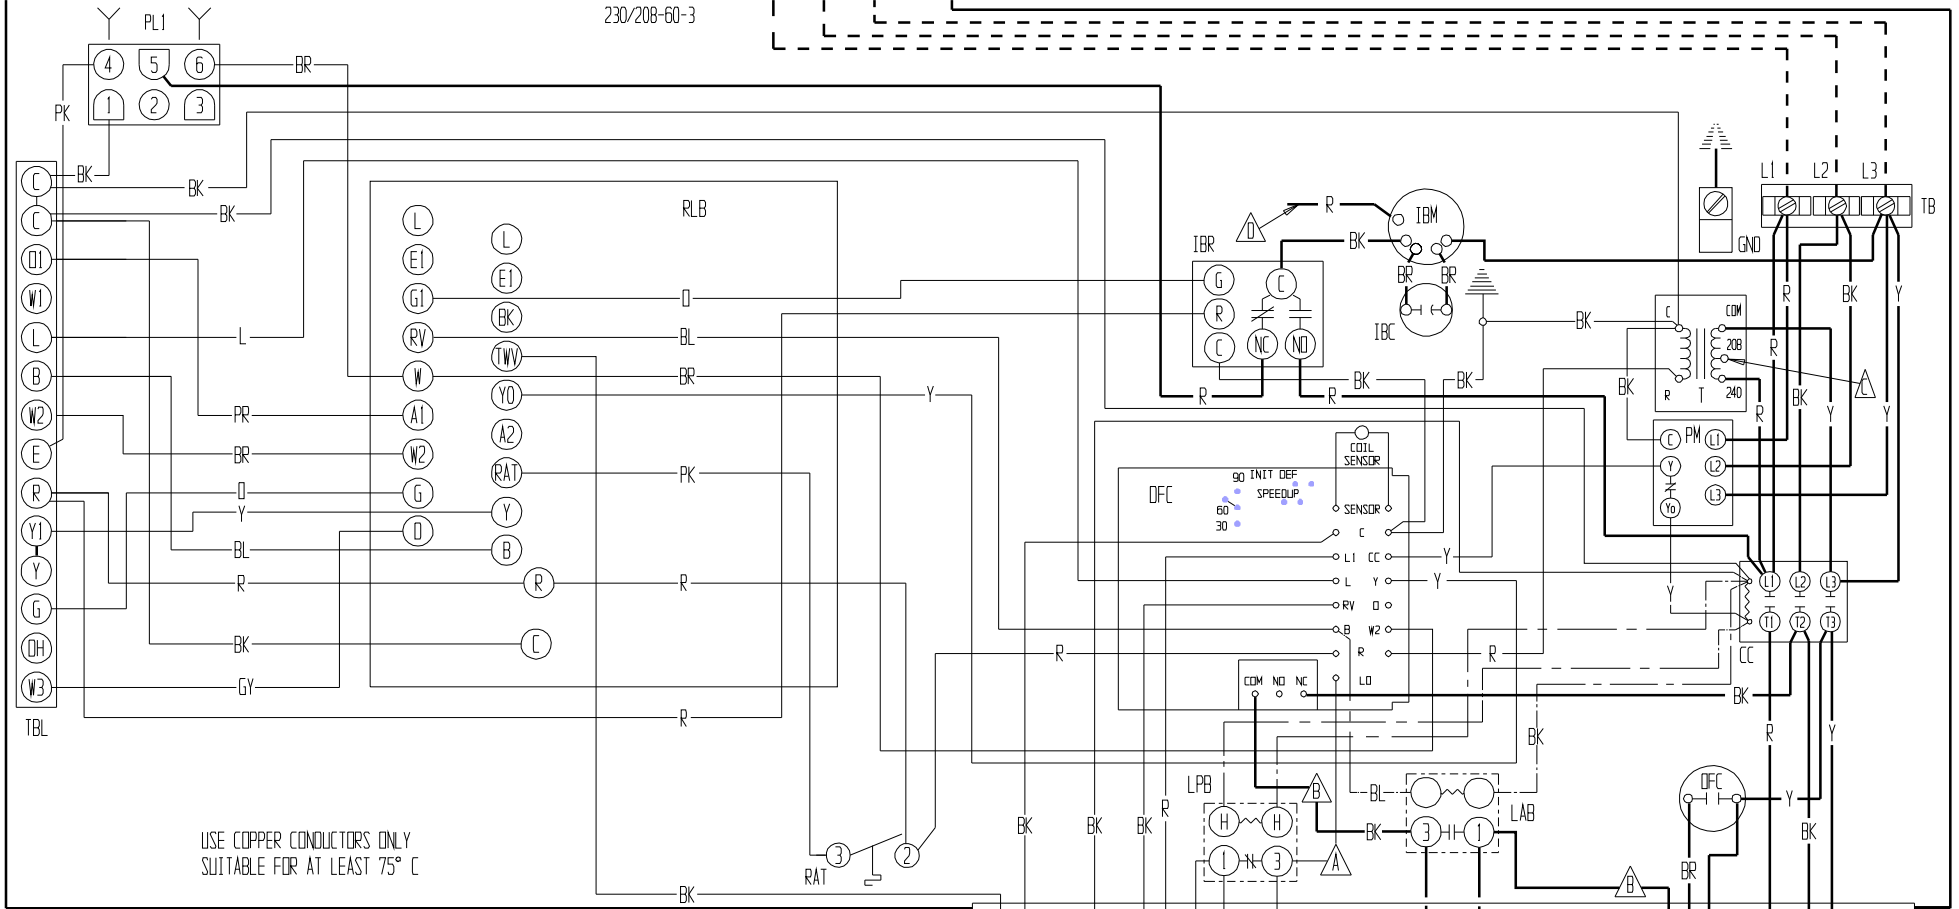 230/208-60-3
PL1
4 5 6
1 2 3
BR
PK
BK
BK
BK
L1 L2 L3
TB
GND
C
C
O1
W1
L
B
W2
E
R
Y1
Y
G
OH
W3
TBL
L
PR
BR
O
Y
BL
R
BK
GY
RLB
L
E1
G1
RV
W
A1
W2
G
O
L
E1
BK
TWV
YO
A2
RAT
Y
B
R
C
O
BL
BR
Y
PK
R
R
D
R
IBM
BK
BR BR
IBC
IBR
G
R
C
C
NC NO
BK
R
R
BK
BK
R BK Y
C COM
208
R T 240
C
BK
R
R
BK
Y
Y
C PM L1
Y L2
L3
YO
Y
COIL
SENSOR
DFC
90 INIT DEF
SPEEDUP
60
30
SENSOR
C
L1 CC
L Y
RV O
B W2
R
LO
COM NO NC
Y
Y
R
R
BK
L1 L2 L3
T1 T2 T3
CC
R
Y
BK
BK
LPB
H H
1 3
A
B
BL
BK
3 1
LAB
B
OFC
Y
BR
BK
BK
BK
BK
R
3 2
RAT
BK
USE COPPER CONDUCTORS ONLY
SUITABLE FOR AT LEAST 75° C